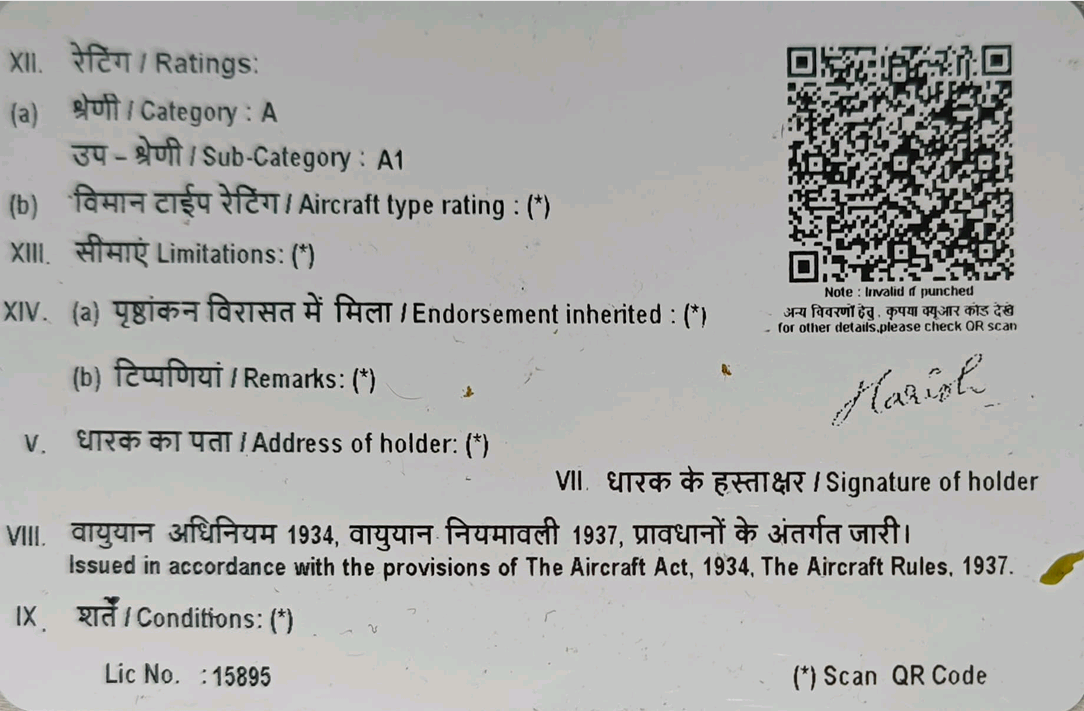 XII. रेटिंग / Ratings:
(a) श्रेणी / Category : A
उप – श्रेणी / Sub-Category : A1
(b) विमान टाईप रेटिंग / Aircraft type rating : (*)
XIII. सीमाएं Limitations: (*)
Note : Invalid if punched
अन्य विवरणों हेतु , कृपया क्यूआर कोड देखे
for other details,please check QR scan
XIV. (a) पृष्ठांकन विरासत में मिला / Endorsement inherited : (*)
(b) टिप्पणियां / Remarks: (*)
Harish
V. धारक का पता / Address of holder: (*)
VII. धारक के हस्ताक्षर / Signature of holder
VIII. वायुयान अधिनियम 1934, वायुयान नियमावली 1937, प्रावधानों के अंतर्गत जारी।
Issued in accordance with the provisions of The Aircraft Act, 1934, The Aircraft Rules, 1937.
IX. शर्तें / Conditions: (*)
Lic No. : 15895
(*) Scan QR Code